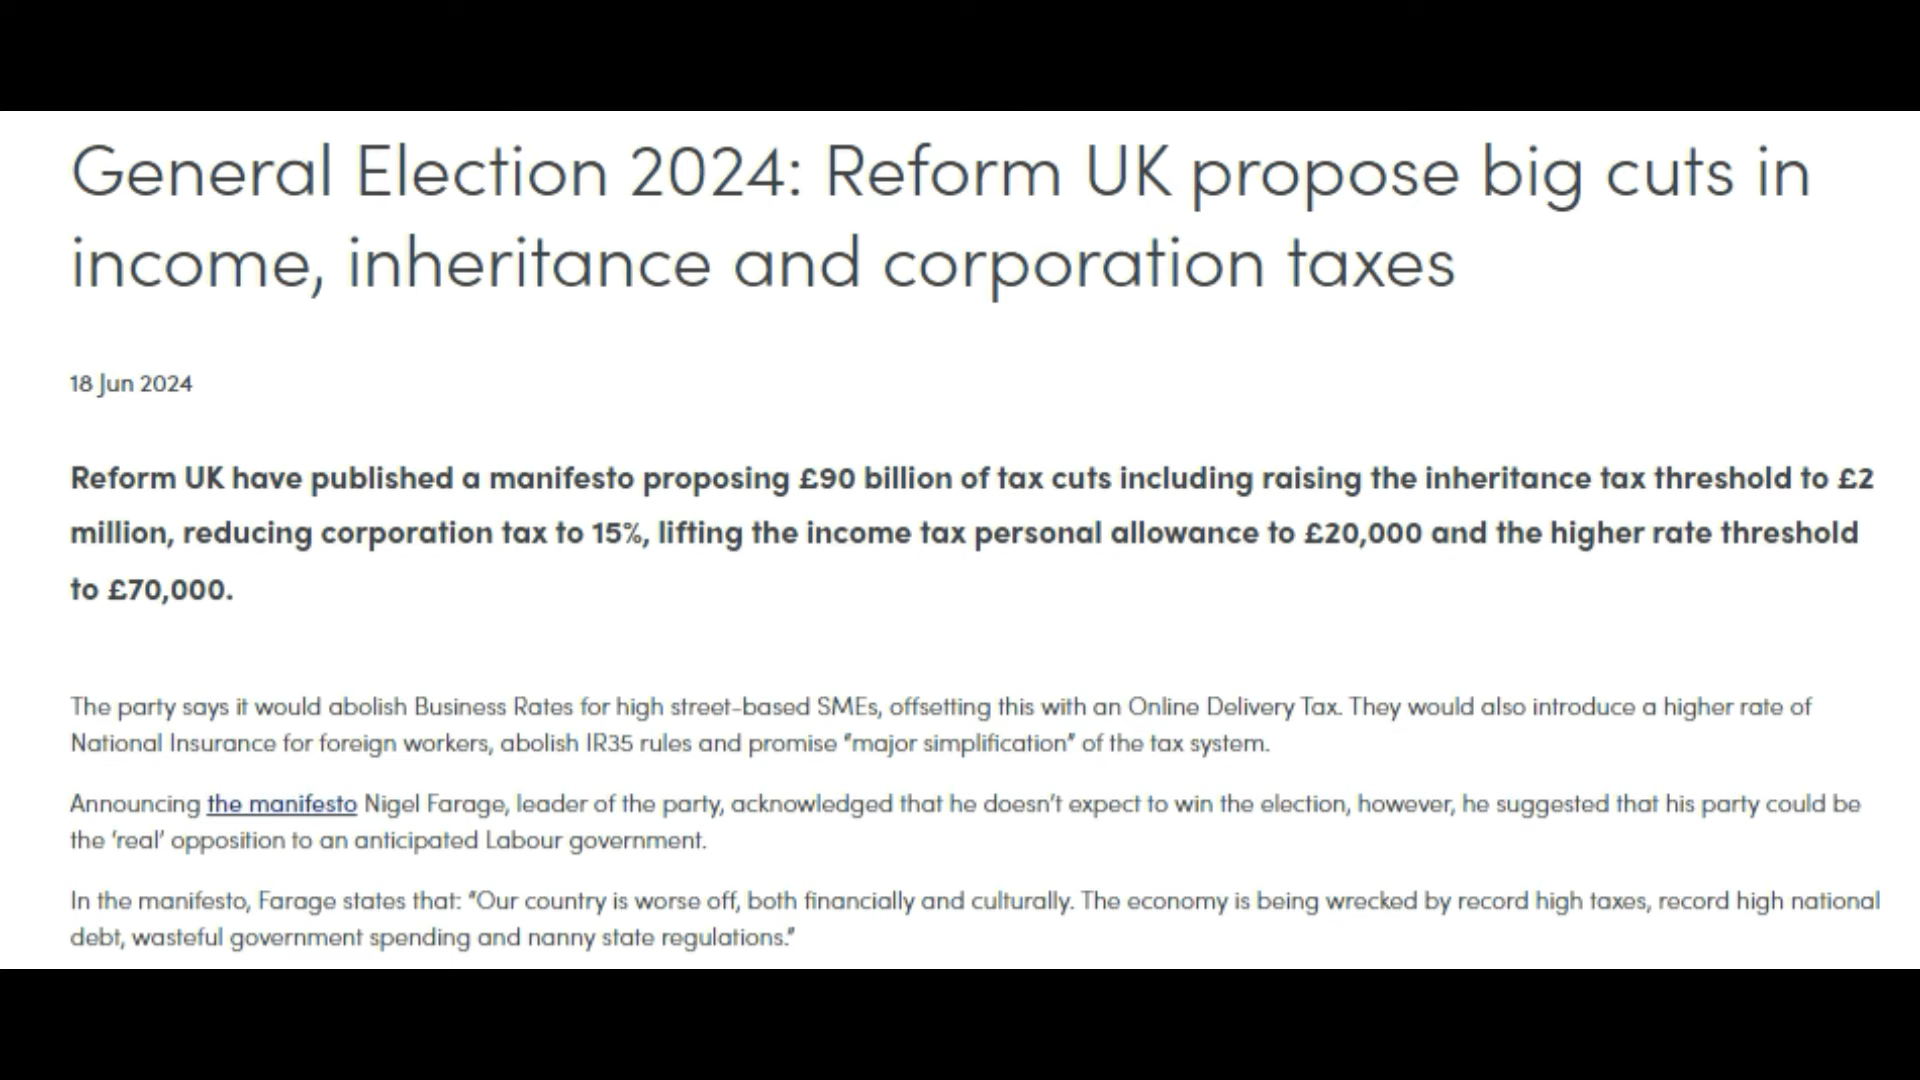 General Election 2024: Reform UK propose big cuts in
income, inheritance and corporation taxes
18 Jun 2024
Reform UK have published a manifesto proposing £90 billion of tax cuts including raising the inheritance tax threshold to £2
million, reducing corporation tax to 15%, lifting the income tax personal allowance to £20,000 and the higher rate threshold
to £70,000.
The party says it would abolish Business Rates for high street-based SMEs, offsetting this with an Online Delivery Tax. They would also introduce a higher rate of
National Insurance for foreign workers, abolish IR35 rules and promise “major simplification” of the tax system.
Announcing the manifesto Nigel Farage, leader of the party, acknowledged that he doesn’t expect to win the election, however, he suggested that his party could be
the ‘real’ opposition to an anticipated Labour government.
In the manifesto, Farage states that: “Our country is worse off, both financially and culturally. The economy is being wrecked by record high taxes, record high national
debt, wasteful government spending and nanny state regulations.”